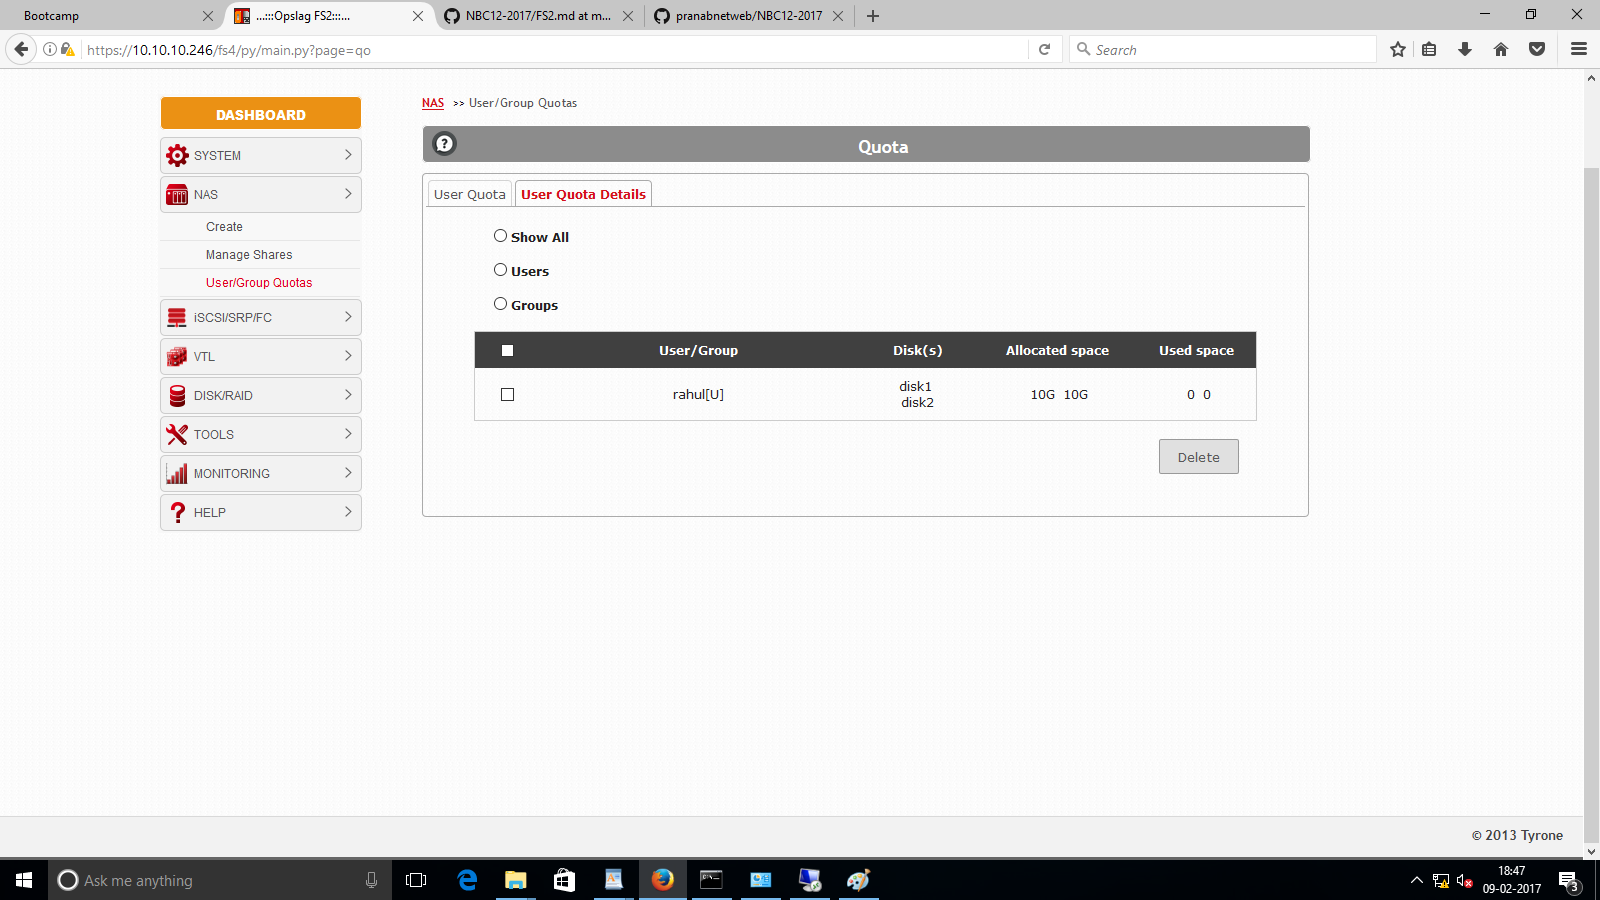 Bootcamp
...:::Opslag FS2:::...
NBC12-2017/FS2.md at m...
pranabnetweb/NBC12-2017
https://10.10.10.246/fs4/py/main.py?page=qo
Search
DASHBOARD
SYSTEM
NAS
Create
Manage Shares
User/Group Quotas
iSCSI/SRP/FC
VTL
DISK/RAID
TOOLS
MONITORING
HELP
NAS >> User/Group Quotas
Quota
User Quota
User Quota Details
Show All
Users
Groups
User/Group Disk(s) Allocated space Used space
rahul[U] disk1 10G 10G 0 0
disk2
Delete
© 2013 Tyrone
Ask me anything
18:47
09-02-2017
3